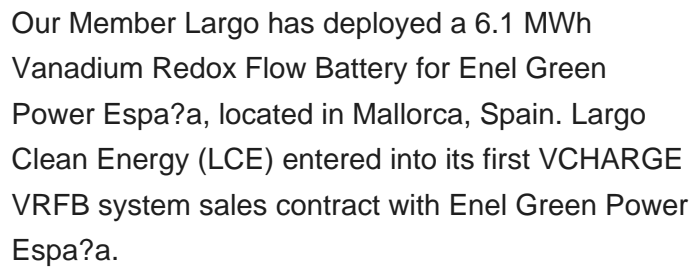 Our Member Largo has deployed a 6.1 MWh
Vanadium Redox Flow Battery for Enel Green
Power Espa?a, located in Mallorca, Spain. Largo
Clean Energy (LCE) entered into its first VCHARGE
VRFB system sales contract with Enel Green Power
Espa?a.